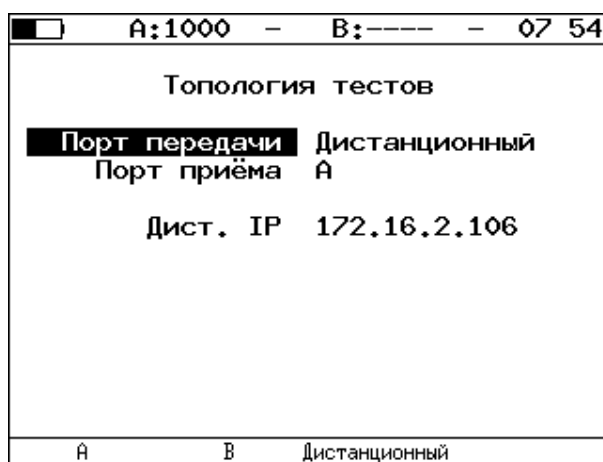 A:1000 – B:---- – 07 54
Топология тестов
Порт передачи Дистанционный
Порт приёма A
Дист. IP 172.16.2.106
A B Дистанционный